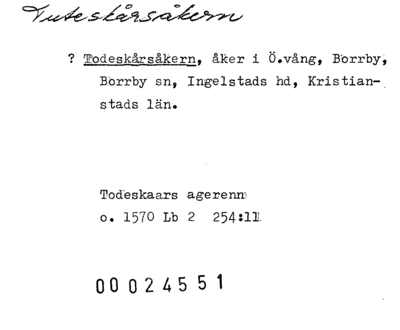 Tuteskårsåkern
? Todeskårsåkern, åker i Ö.vång, Borrby,
Borrby sn, Ingelstads hd, Kristian-
stads län.
Todeskaars agerenn
o. 1570 Lb 2 254:11
00024551